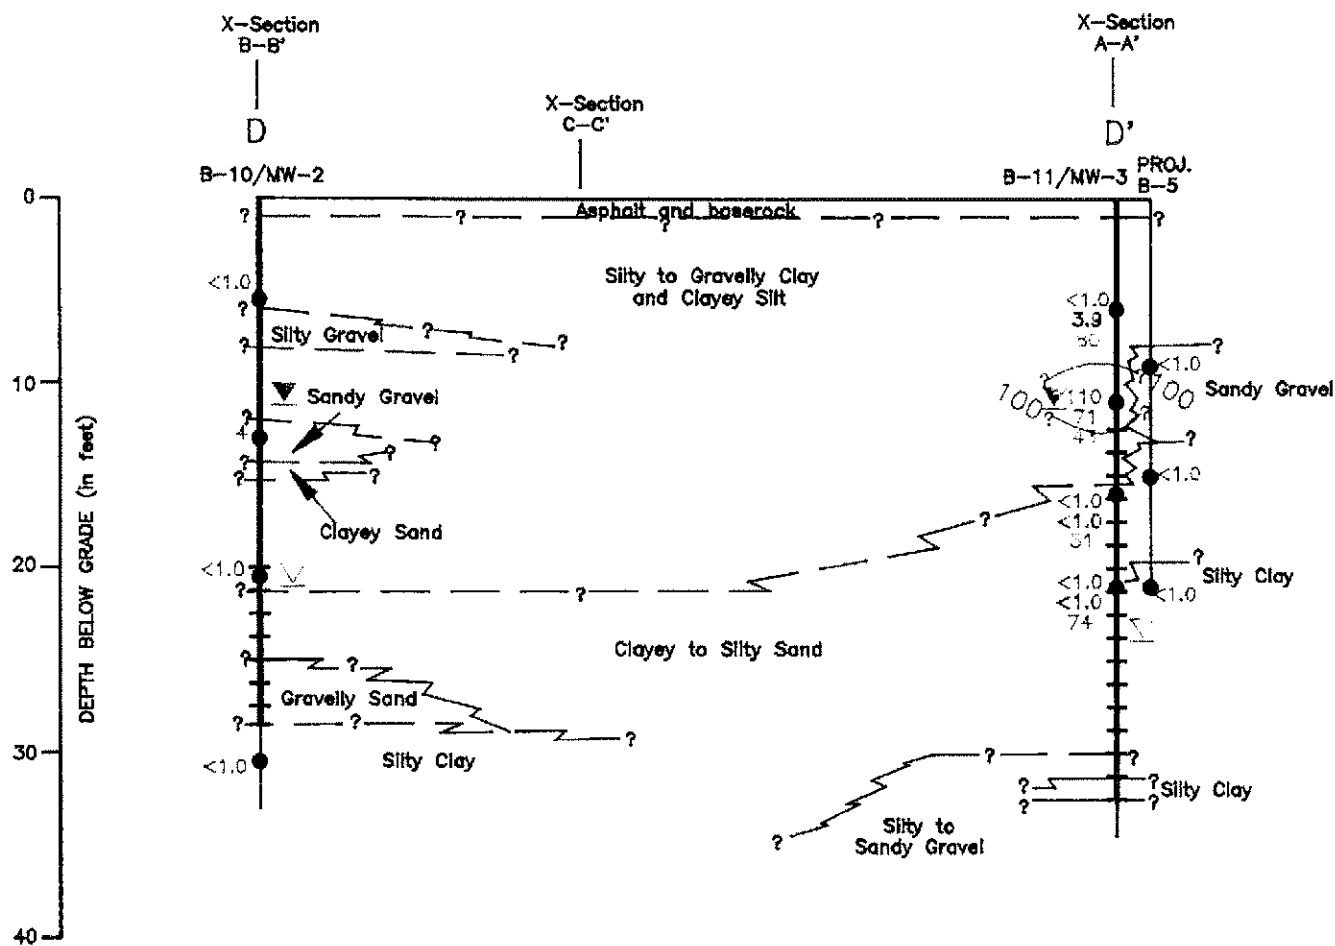 X-Section
B-B'
X-Section
A-A'
X-Section
C-C'
D
D'
B-10/MW-2
B-11/MW-3
PROJ.
B-5
0
10
20
30
40
DEPTH BELOW GRADE (in feet)
Asphalt and baserock
?
?
?
?
?
Silty to Gravelly Clay
and Clayey Silt
<1.0
?
?
?
Silty Gravel
?
?
<1.0
3.9
?
<1.0
Sandy Gravel
100
100
110
71
?
?
?
Sandy Gravel
?
4
?
?
?
?
?
Clayey Sand
?
<1.0
<1.0
<1.0
?
<1.0
?
?
?
Silty Clay
<1.0
<1.0
74
<1.0
Clayey to Silty Sand
?
?
Gravelly Sand
?
?
?
<1.0
Silty Clay
?
?
?
?
Silty Clay
?
?
?
Silty to
Sandy Gravel